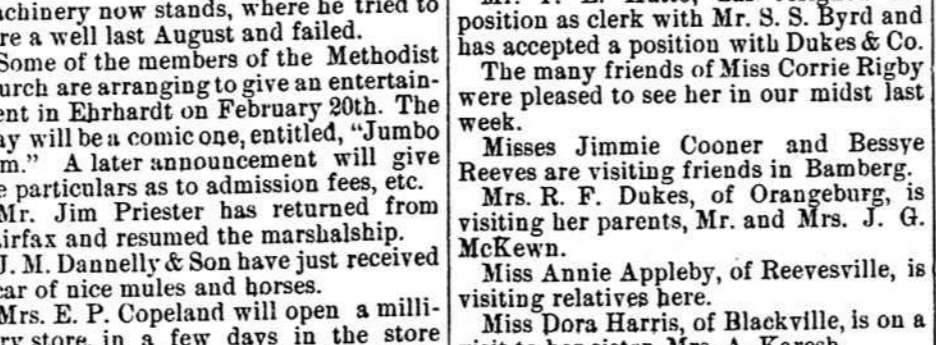 now stands, where he tried to
a well last August and failed.
Some of the members of the Methodist
are arranging to give an entertain-
in Ehrhardt on February 20th. The
will be a comic one, entitled, "Jumbo
A later announcement will give
particulars as to admission fees, etc.
Mr. Jim Priester has returned from
and resumed the marshalship.
J. M. Dannelly & Son have just received
car of nice mules and horses.
Mrs. E. P. Copeland will open a milli-
store in a few days in the store
position as clerk with Mr. S. S. Byrd and
has accepted a position with Dukes & Co.
The many friends of Miss Corrie Rigby
were pleased to see her in our midst last
week.
Misses Jimmie Cooner and Bessye
Reeves are visiting friends in Bamberg.
Mrs. R. F. Dukes, of Orangeburg, is
visiting her parents, Mr. and Mrs. J. G.
McKewn.
Miss Annie Appleby, of Reevesville, is
visiting relatives here.
Miss Dora Harris, of Blackville, is on a